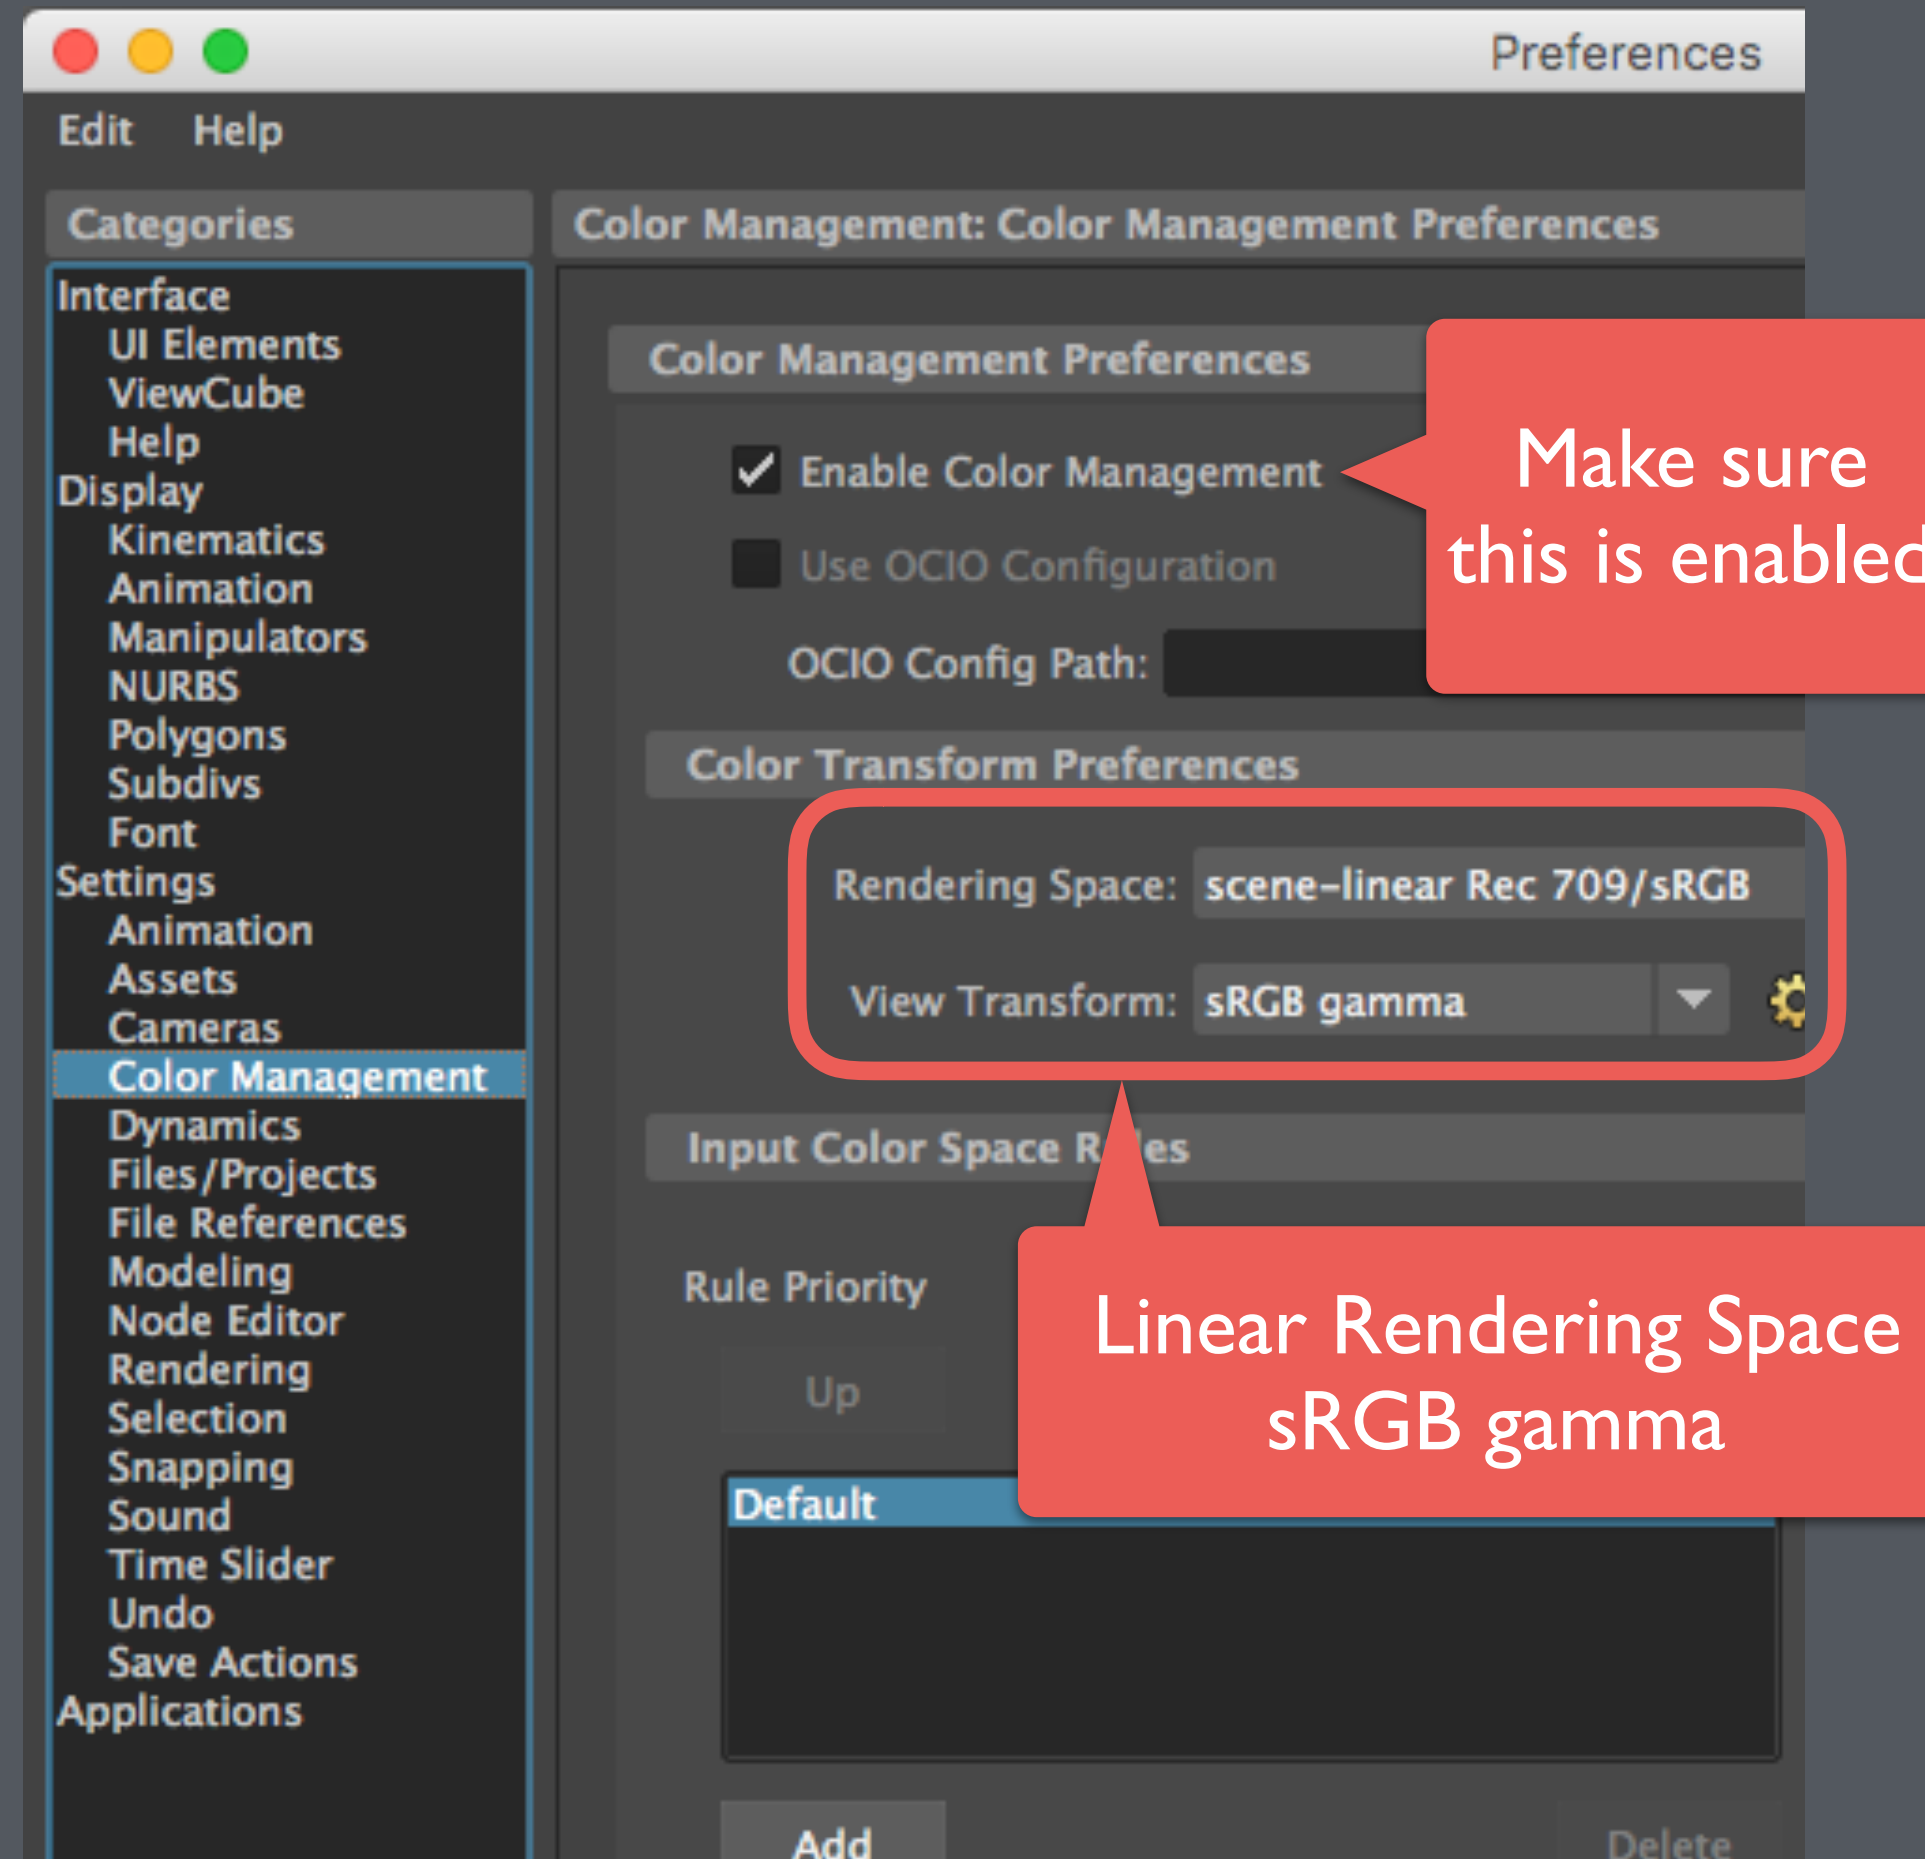 Preferences
Edit Help
Categories
Interface
UI Elements
ViewCube
Help
Display
Kinematics
Animation
Manipulators
NURBS
Polygons
Subdivs
Font
Settings
Animation
Assets
Cameras
Color Management
Dynamics
Files/Projects
File References
Modeling
Node Editor
Rendering
Selection
Snapping
Sound
Time Slider
Undo
Save Actions
Applications
Color Management: Color Management Preferences
Color Management Preferences
Enable Color Management
Use OCIO Configuration
OCIO Config Path:
Make sure
this is enabled
Color Transform Preferences
Rendering Space: scene-linear Rec 709/sRGB
View Transform: sRGB gamma
Input Color Space Rules
Rule Priority
Up
Linear Rendering Space
sRGB gamma
Default
Add Delete